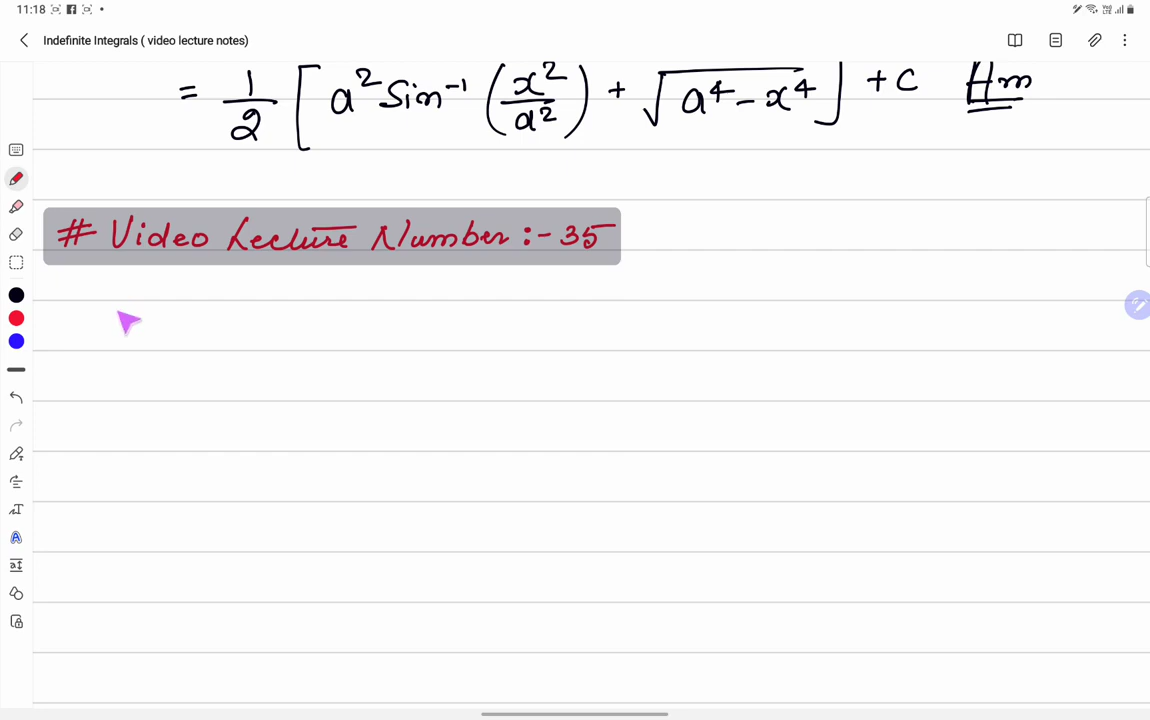 11:18
Indefinite Integrals ( video lecture notes)
= 1/2 [ a² Sin⁻¹ (x²/a²) + √(a⁴ - x⁴) ] + c
# Video Lecture Number :- 35